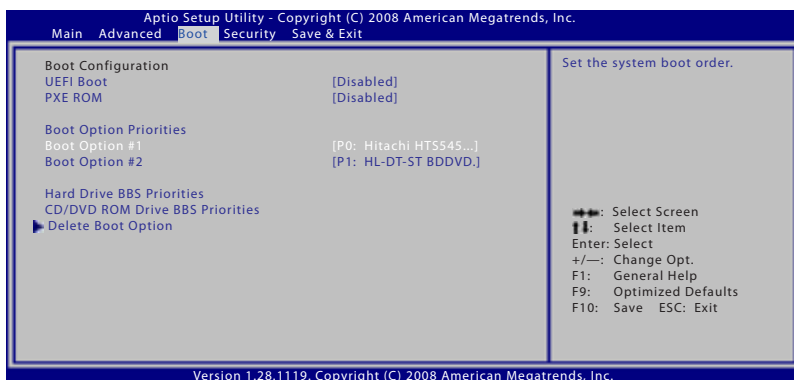 Aptio Setup Utility - Copyright (C) 2008 American Megatrends, Inc.
Main Advanced Boot Security Save & Exit
Boot Configuration
UEFI Boot [Disabled]
PXE ROM [Disabled]
Boot Option Priorities
Boot Option #1 [P0: Hitachi HTS545...]
Boot Option #2 [P1: HL-DT-ST BDDVD.]
Hard Drive BBS Priorities
CD/DVD ROM Drive BBS Priorities
Delete Boot Option
Set the system boot order.
→←: Select Screen
↑↓: Select Item
Enter: Select
+/—: Change Opt.
F1: General Help
F9: Optimized Defaults
F10: Save ESC: Exit
Version 1.28.1119. Copyright (C) 2008 American Megatrends, Inc.